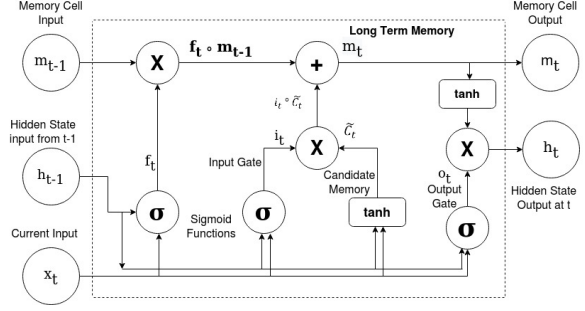 Memory Cell
Input
Memory Cell
Output
Long Term Memory
m_t-1
X
f_t ∘ m_t-1
+
m_t
m_t
i_t ∘ C̃_t
tanh
Hidden State
input from t-1
h_t-1
f_t
Input Gate
i_t
X
C̃_t
X
h_t
Candidate
Memory
o_t
Output
Gate
Hidden State
Output at t
σ
Sigmoid
Functions
σ
tanh
σ
Current Input
x_t